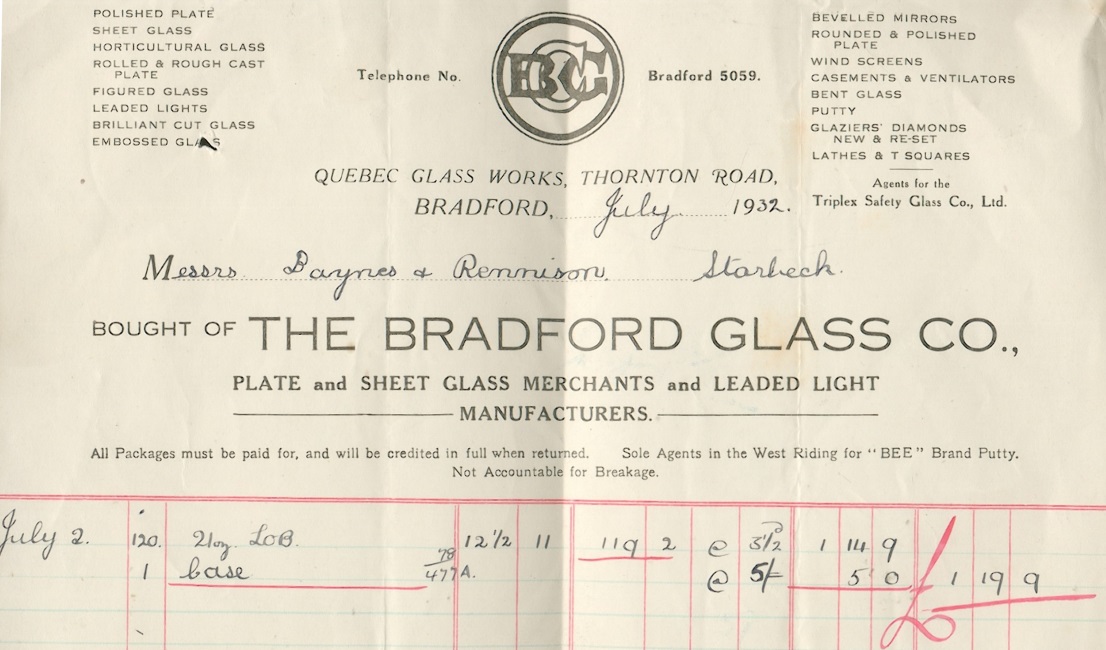 POLISHED PLATE
SHEET GLASS
HORTICULTURAL GLASS
ROLLED & ROUGH CAST
PLATE
FIGURED GLASS
LEADED LIGHTS
BRILLIANT CUT GLASS
EMBOSSED GLASS
Telephone No.
BGC
Bradford 5059.
BEVELLED MIRRORS
ROUNDED & POLISHED
PLATE
WIND SCREENS
CASEMENTS & VENTILATORS
BENT GLASS
PUTTY
GLAZIERS' DIAMONDS
NEW & RE-SET
LATHES & T SQUARES
Agents for the
Triplex Safety Glass Co., Ltd.
QUEBEC GLASS WORKS, THORNTON ROAD,
BRADFORD, July 1932.
Messrs Baynes & Rennison. Starbeck.
BOUGHT OF THE BRADFORD GLASS CO.,
PLATE and SHEET GLASS MERCHANTS and LEADED LIGHT
MANUFACTURERS.
All Packages must be paid for, and will be credited in full when returned. Sole Agents in the West Riding for "BEE" Brand Putty.
Not Accountable for Breakage.
July 2. 120. 21oz. LOB. 12 1/2 11 119 2 @ 3 1/2 1 14 9
1 case 477A. @ 5/= 5 0 £ 1 19 9